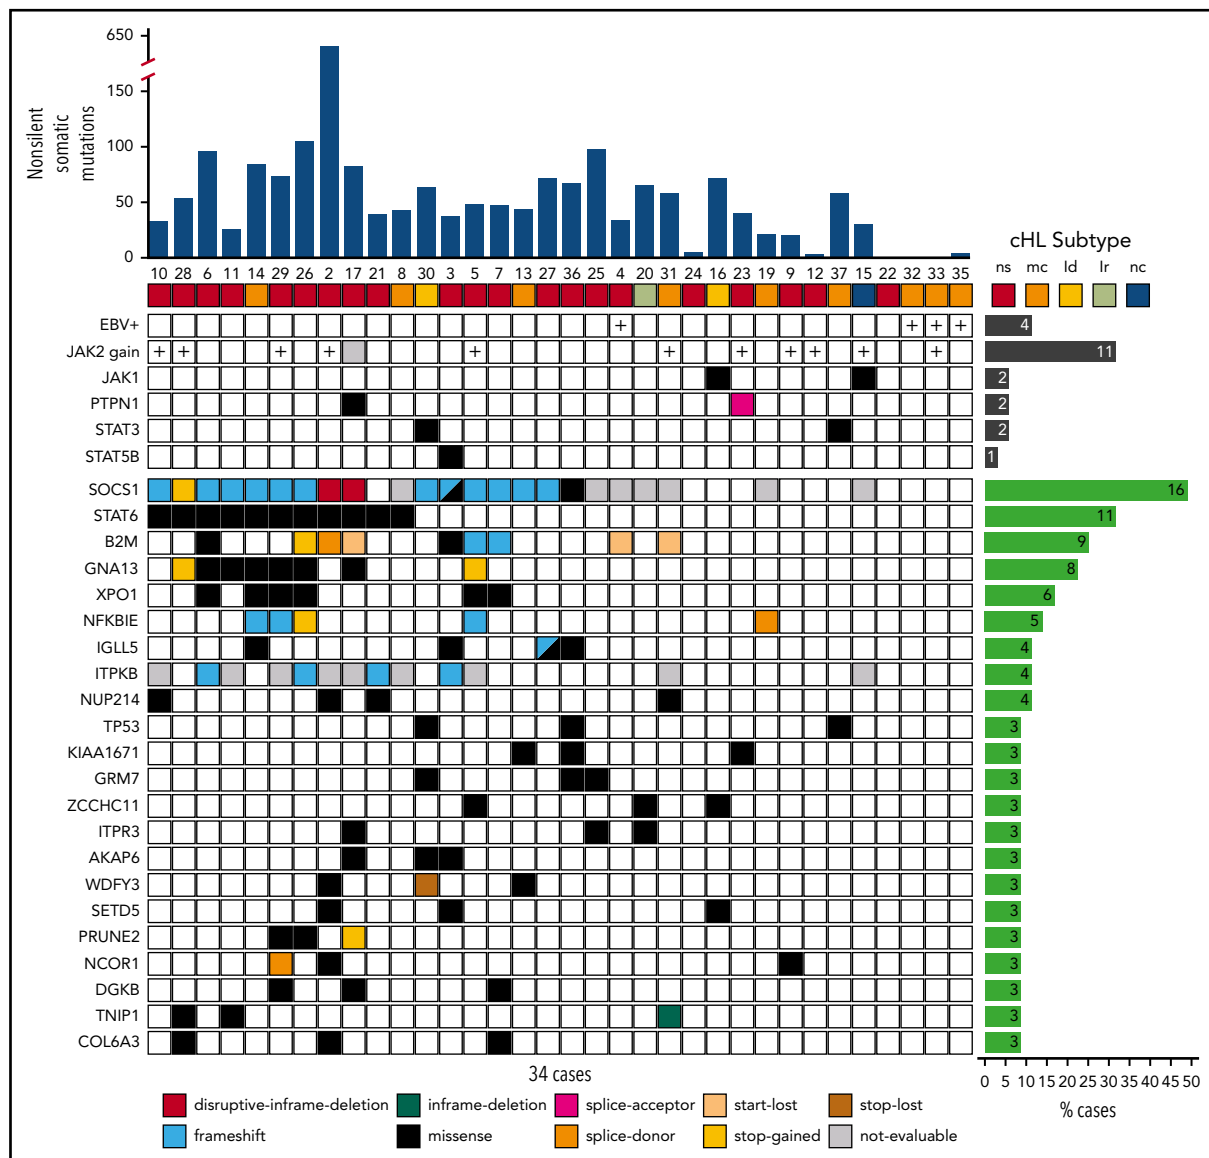 650
150
100
50
0
Nonsilent
somatic
mutations
10 28 6 11 14 29 26 2 17 21 8 30 3 5 7 13 27 36 25 4 20 31 24 16 23 19 9 12 37 15 22 32 33 35
cHL Subtype
ns mc ld lr nc
EBV+ + + + + 4
JAK2 gain + + + + + + + + + + + 11
JAK1 2
PTPN1 2
STAT3 2
STAT5B 1
SOCS1 16
STAT6 11
B2M 9
GNA13 8
XPO1 6
NFKBIE 5
IGLL5 4
ITPKB 4
NUP214 4
TP53 3
KIAA1671 3
GRM7 3
ZCCHC11 3
ITPR3 3
AKAP6 3
WDFY3 3
SETD5 3
PRUNE2 3
NCOR1 3
DGKB 3
TNIP1 3
COL6A3 3
34 cases
0 5 10 15 20 25 30 35 40 45 50
% cases
disruptive-inframe-deletion inframe-deletion splice-acceptor start-lost stop-lost
frameshift missense splice-donor stop-gained not-evaluable